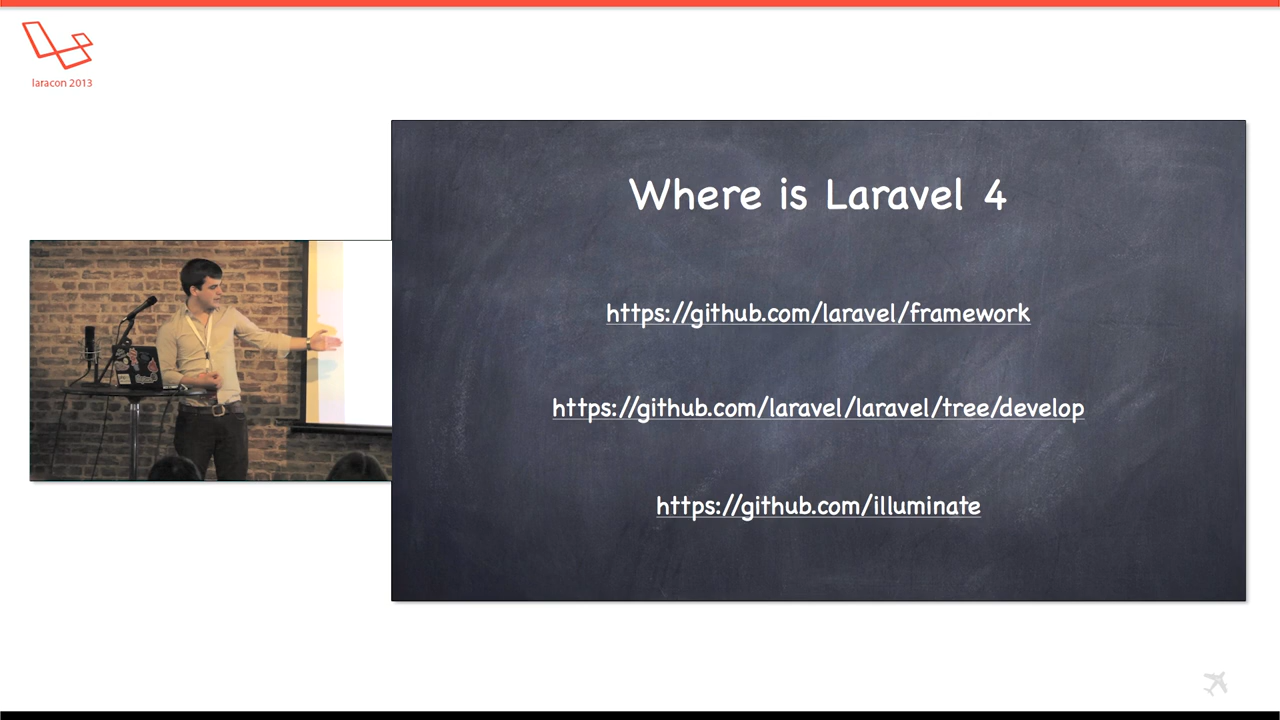 laracon 2013
Where is Laravel 4
https://github.com/laravel/framework
https://github.com/laravel/laravel/tree/develop
https://github.com/illuminate